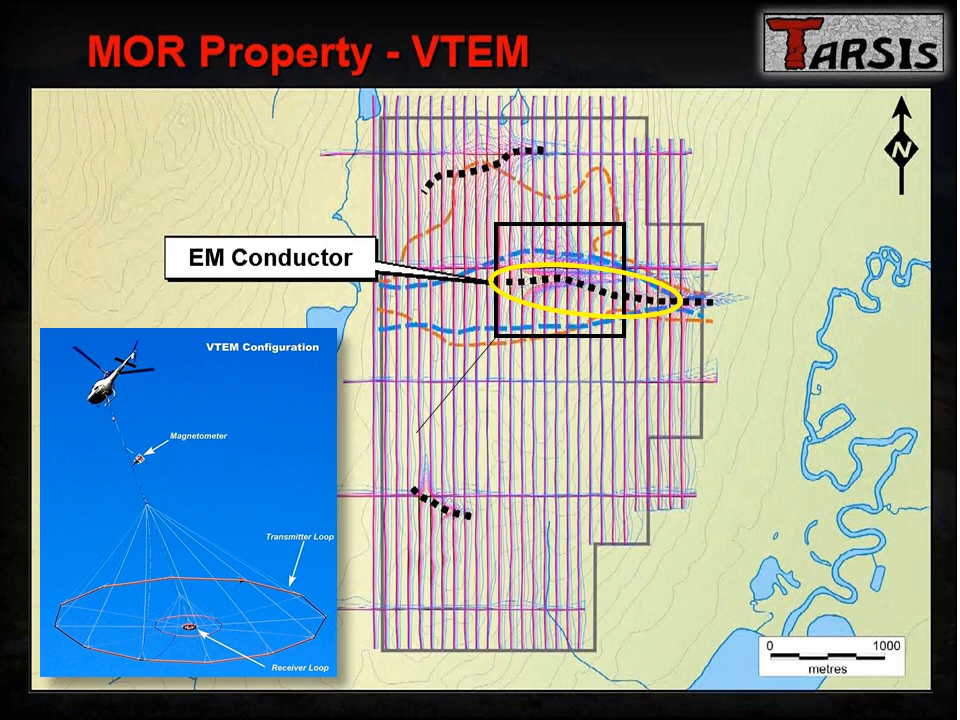 MOR Property - VTEM
TARSIS
N
EM Conductor
VTEM Configuration
Magnetometer
Transmitter Loop
Receiver Loop
0 1000
metres